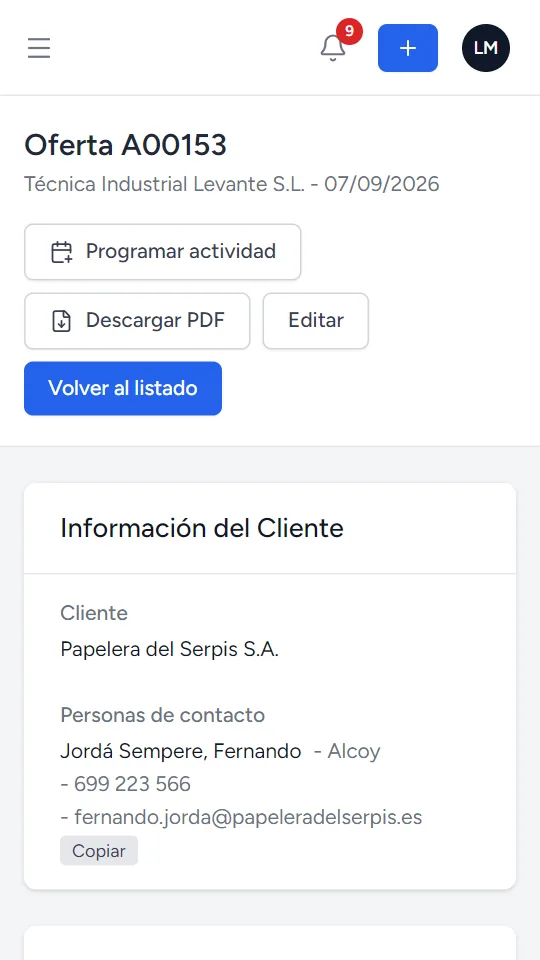 9
LM
Oferta A00153
Técnica Industrial Levante S.L. - 07/09/2026
Programar actividad
Descargar PDF
Editar
Volver al listado
Información del Cliente
Cliente
Papelera del Serpis S.A.
Personas de contacto
Jordá Sempere, Fernando - Alcoy
- 699 223 566
- fernando.jorda@papeleradelserpis.es
Copiar